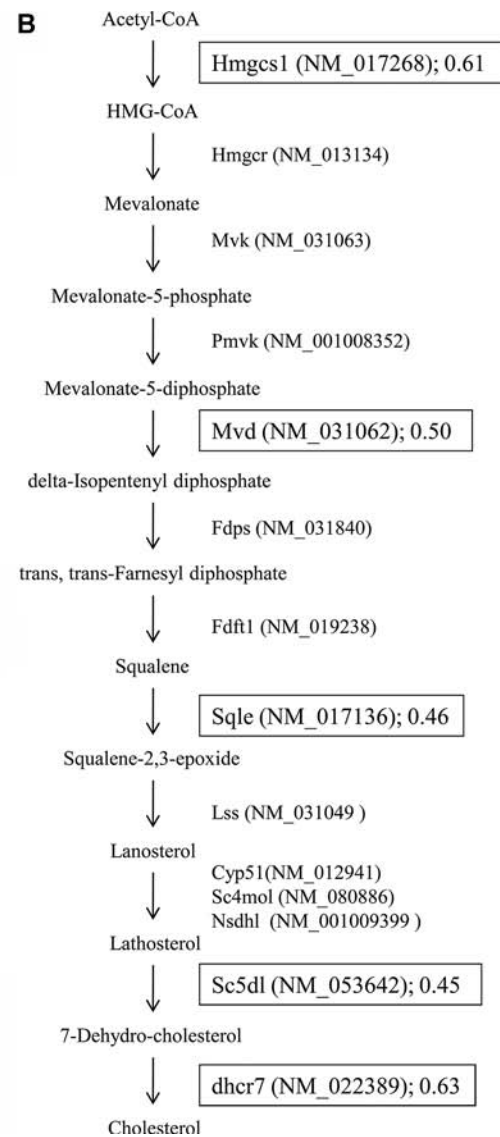 B
Acetyl-CoA
Hmgcs1 (NM_017268); 0.61
HMG-CoA
Hmgcr (NM_013134)
Mevalonate
Mvk (NM_031063)
Mevalonate-5-phosphate
Pmvk (NM_001008352)
Mevalonate-5-diphosphate
Mvd (NM_031062); 0.50
delta-Isopentenyl diphosphate
Fdps (NM_031840)
trans, trans-Farnesyl diphosphate
Fdft1 (NM_019238)
Squalene
Sqle (NM_017136); 0.46
Squalene-2,3-epoxide
Lss (NM_031049 )
Lanosterol
Cyp51(NM_012941)
Sc4mol (NM_080886)
Nsdhl (NM_001009399 )
Lathosterol
Sc5dl (NM_053642); 0.45
7-Dehydro-cholesterol
dhcr7 (NM_022389); 0.63
Cholesterol